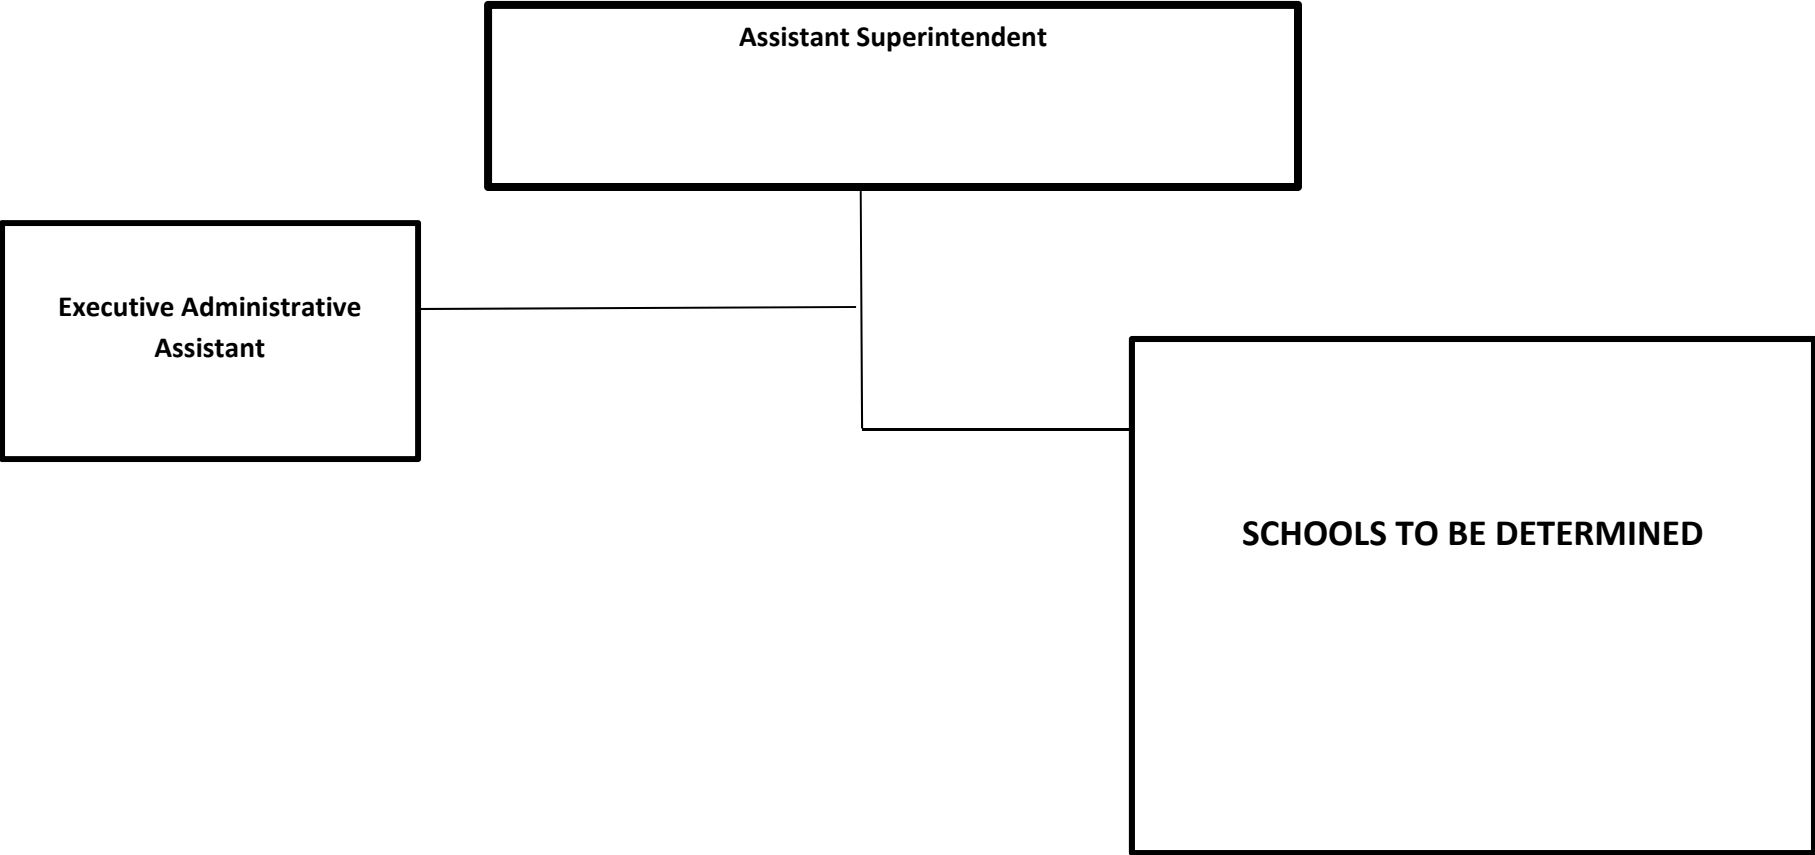 Assistant Superintendent
Executive Administrative
Assistant
SCHOOLS TO BE DETERMINED